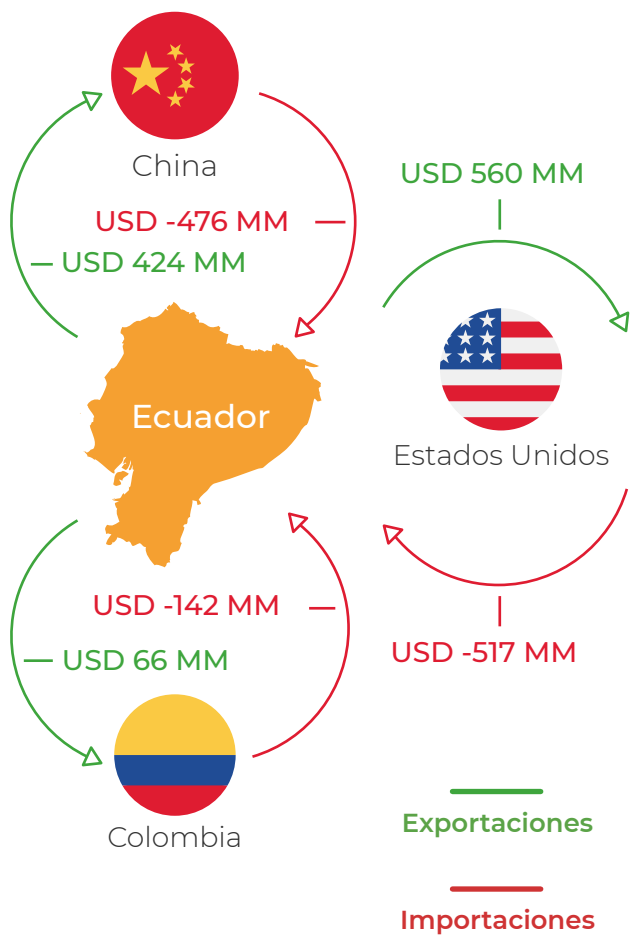 China
USD 560 MM
USD -476 MM
USD 424 MM
Ecuador
Estados Unidos
USD -142 MM
USD 66 MM
USD -517 MM
Colombia
Exportaciones
Importaciones